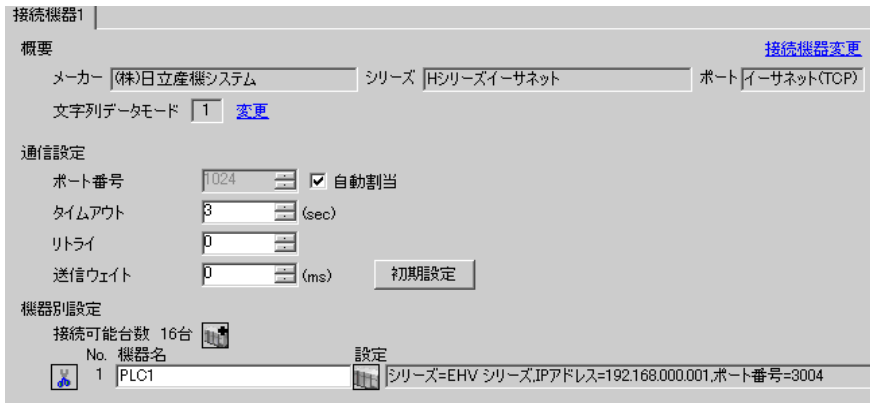 接続機器1
概要 接続機器変更
メーカー (株)日立産機システム シリーズ Hシリーズイーサネット ポート イーサネット(TCP)
文字列データモード 1 変更
通信設定
ポート番号 1024 自動割当
タイムアウト 3 (sec)
リトライ 0
送信ウェイト 0 (ms) 初期設定
機器別設定
接続可能台数 16台
No. 機器名 設定
1 PLC1 シリーズ=EHV シリーズ,IPアドレス=192.168.000.001,ポート番号=3004